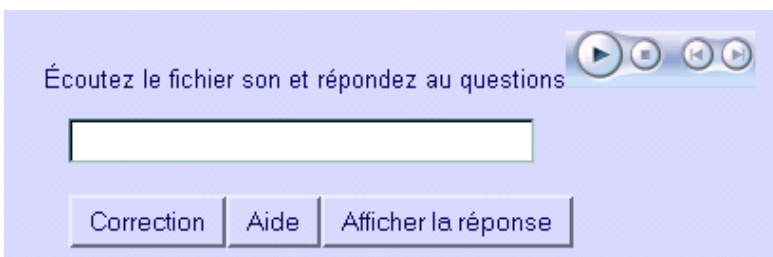 Écoutez le fichier son et répondez au questions
Correction Aide Afficher la réponse